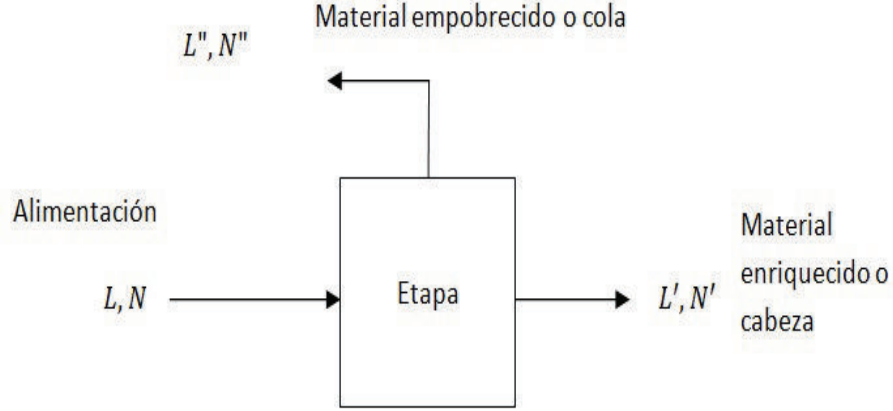 Material empobrecido o cola
L", N"
Alimentación
L, N
Etapa
L', N'
Material
enriquecido o
cabeza